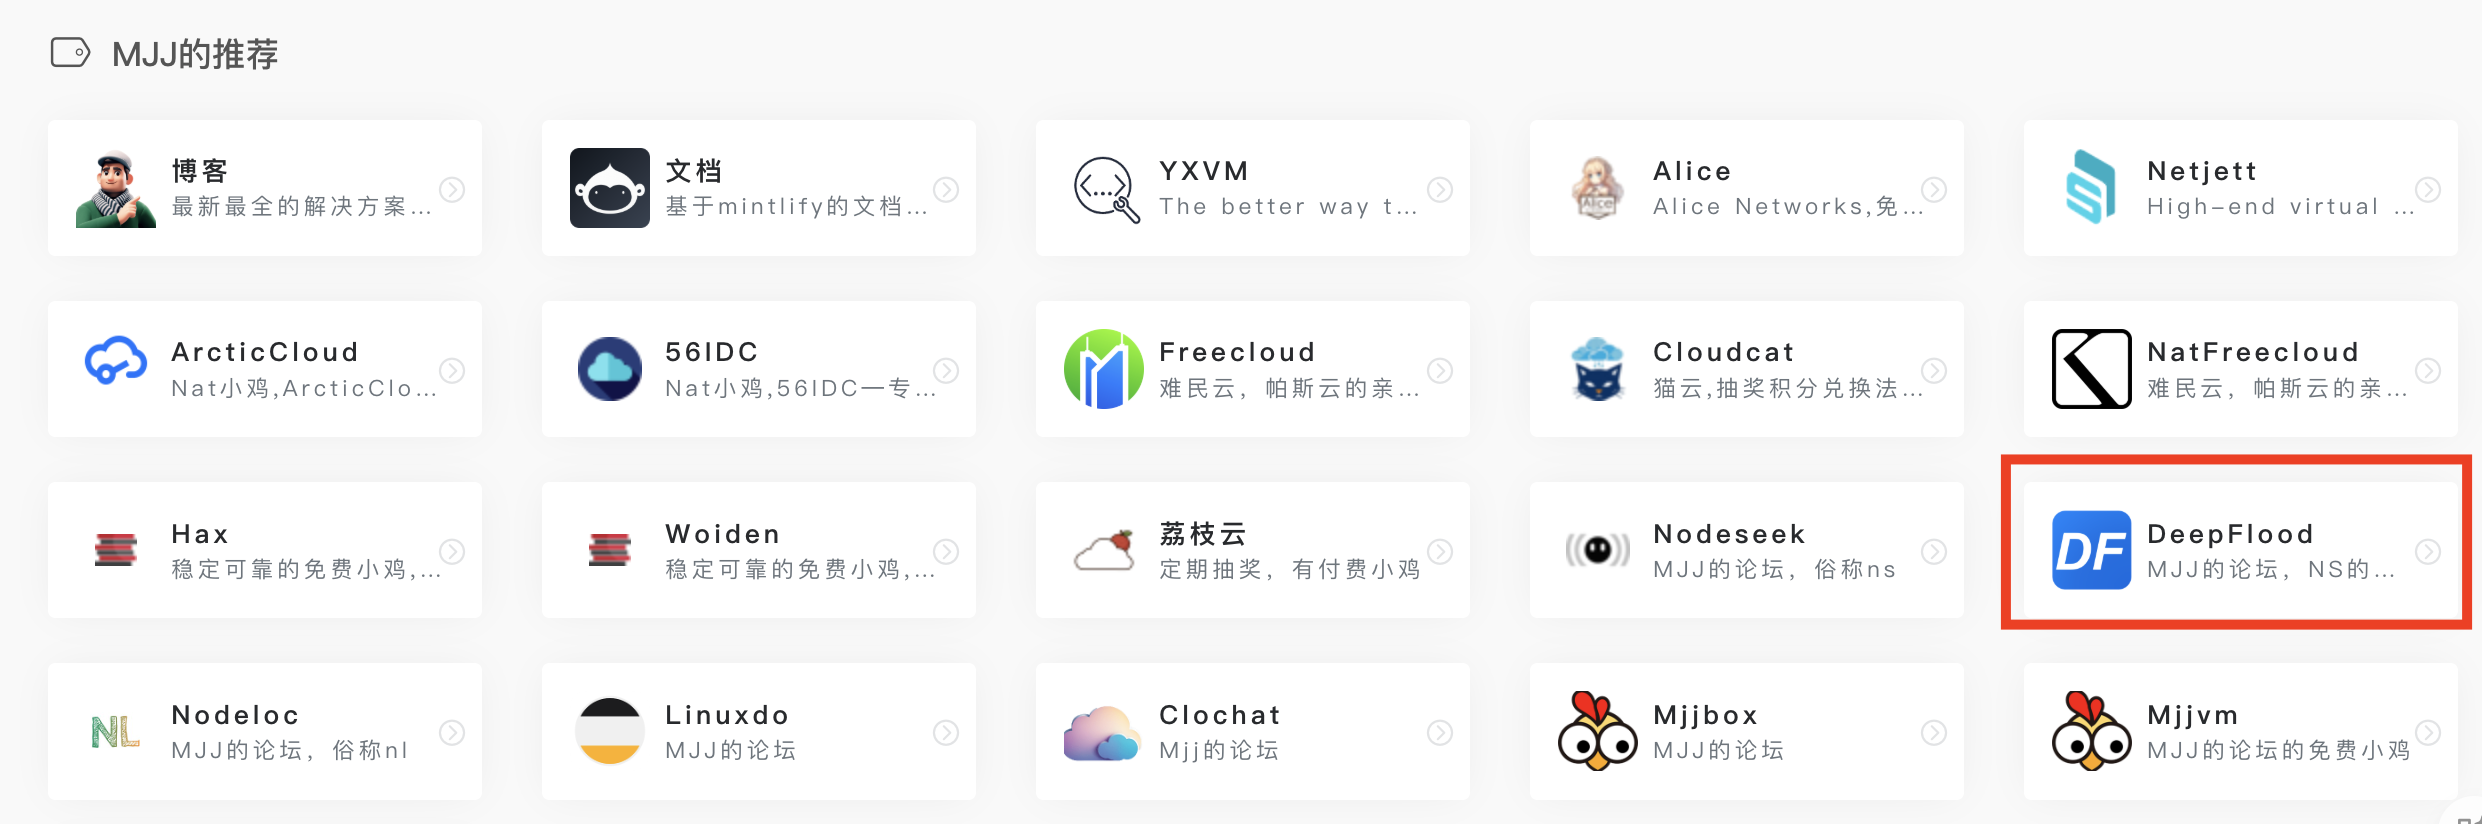 MJJ的推荐
博客
最新最全的解决方案...
文档
基于mintlify的文档...
YXVM
The better way t...
Alice
Alice Networks,免...
Netjett
High-end virtual ...
ArcticCloud
Nat小鸡,ArcticClo...
56IDC
Nat小鸡,56IDC—专...
Freecloud
难民云，帕斯云的亲...
Cloudcat
猫云,抽奖积分兑换法...
NatFreecloud
难民云，帕斯云的亲...
Hax
稳定可靠的免费小鸡,...
Woiden
稳定可靠的免费小鸡,...
荔枝云
定期抽奖，有付费小鸡
Nodeseek
MJJ的论坛，俗称ns
DF
DeepFlood
MJJ的论坛，NS的...
NL
Nodeloc
MJJ的论坛，俗称nl
Linuxdo
MJJ的论坛
Clochat
Mjj的论坛
Mjjbox
MJJ的论坛
Mjjvm
MJJ的论坛的免费小鸡